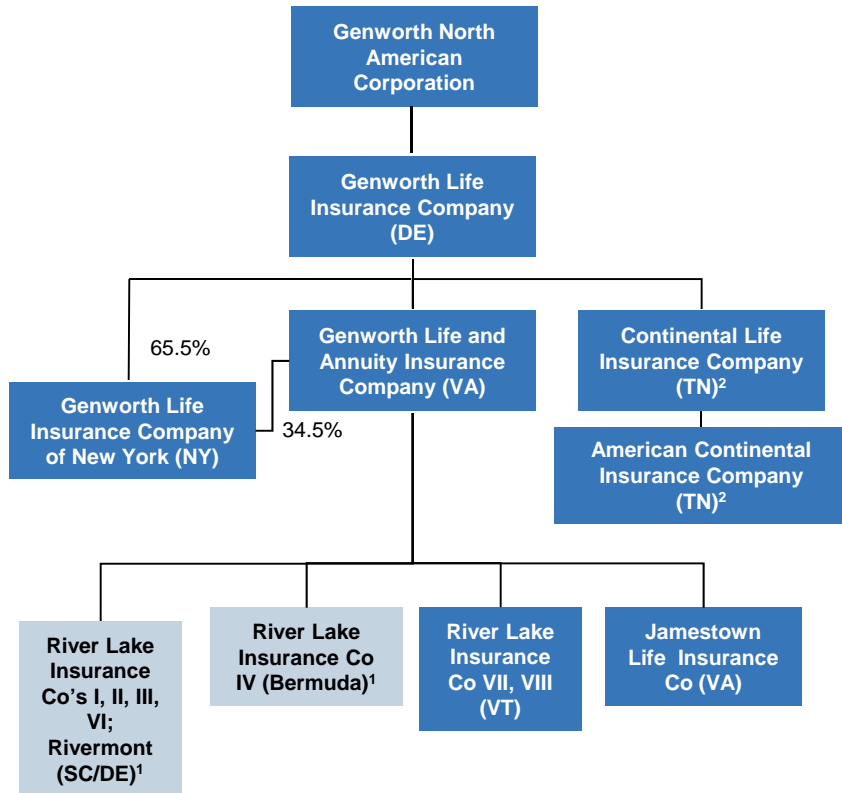 Genworth North
American
Corporation
Genworth Life
Insurance Company
(DE)
65.5%
Genworth Life and
Annuity Insurance
Company (VA)
Continental Life
Insurance Company
(TN)²
Genworth Life
Insurance Company
of New York (NY)
34.5%
American Continental
Insurance Company
(TN)²
River Lake
Insurance
Co's I, II, III,
VI;
Rivermont
(SC/DE)¹
River Lake
Insurance Co
IV (Bermuda)¹
River Lake
Insurance
Co VII, VIII
(VT)
Jamestown
Life Insurance
Co (VA)